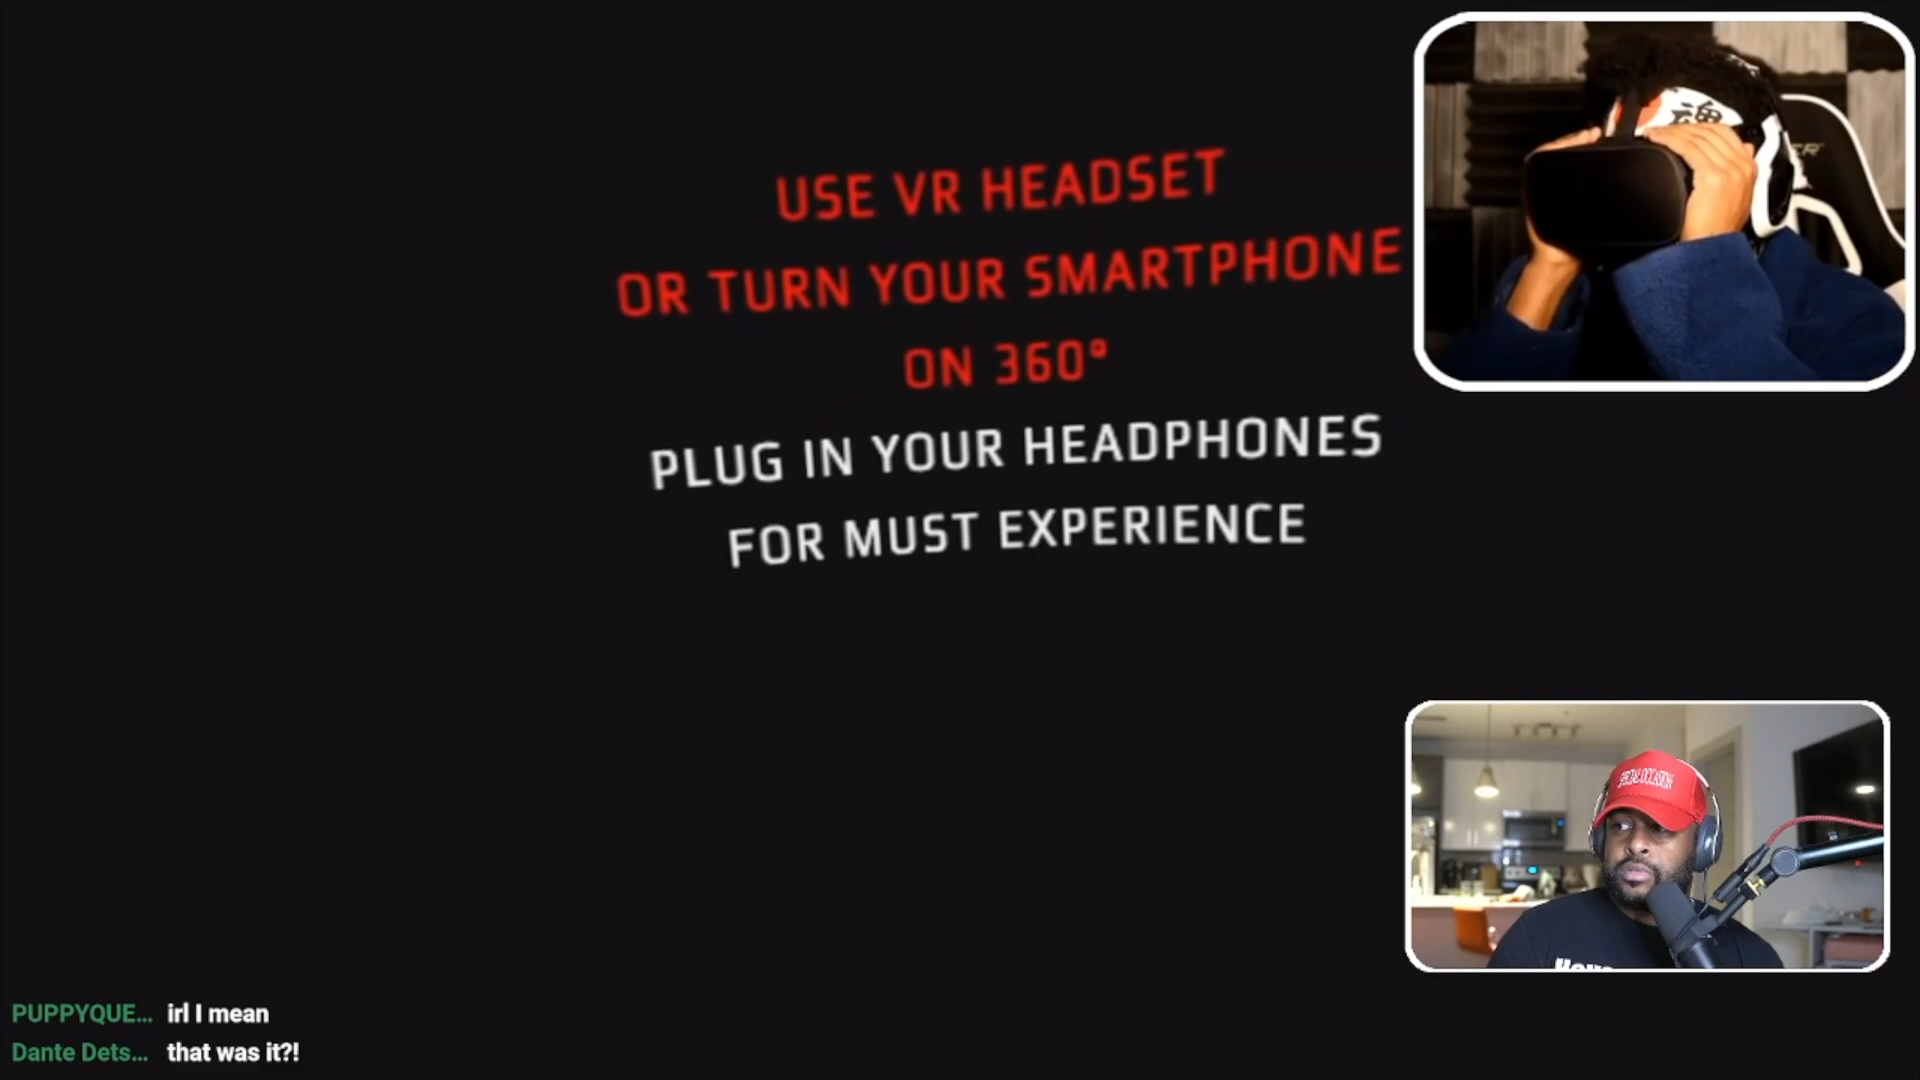 USE VR HEADSET
OR TURN YOUR SMARTPHONE
ON 360°
PLUG IN YOUR HEADPHONES
FOR MUST EXPERIENCE
魂
PUPPYQUE... irl I mean
Dante Dets... that was it?!